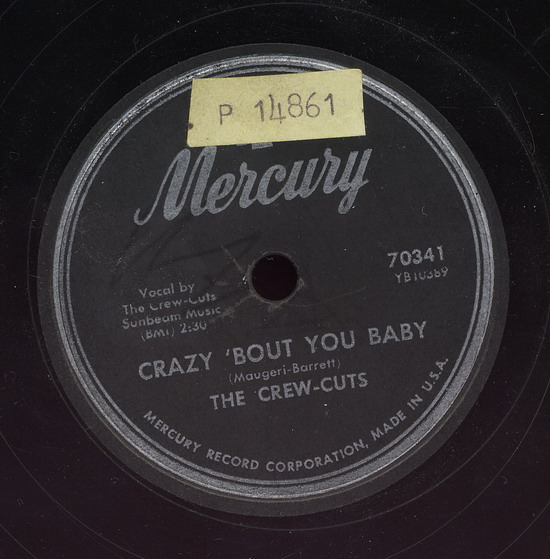 P 14861
Mercury
70341
YB10389
Vocal by
The Crew-Cuts
Sunbeam Music
(BMI) 2:30
CRAZY 'BOUT YOU BABY
(Maugeri-Barrett)
THE CREW-CUTS
MERCURY RECORD CORPORATION, MADE IN U.S.A.